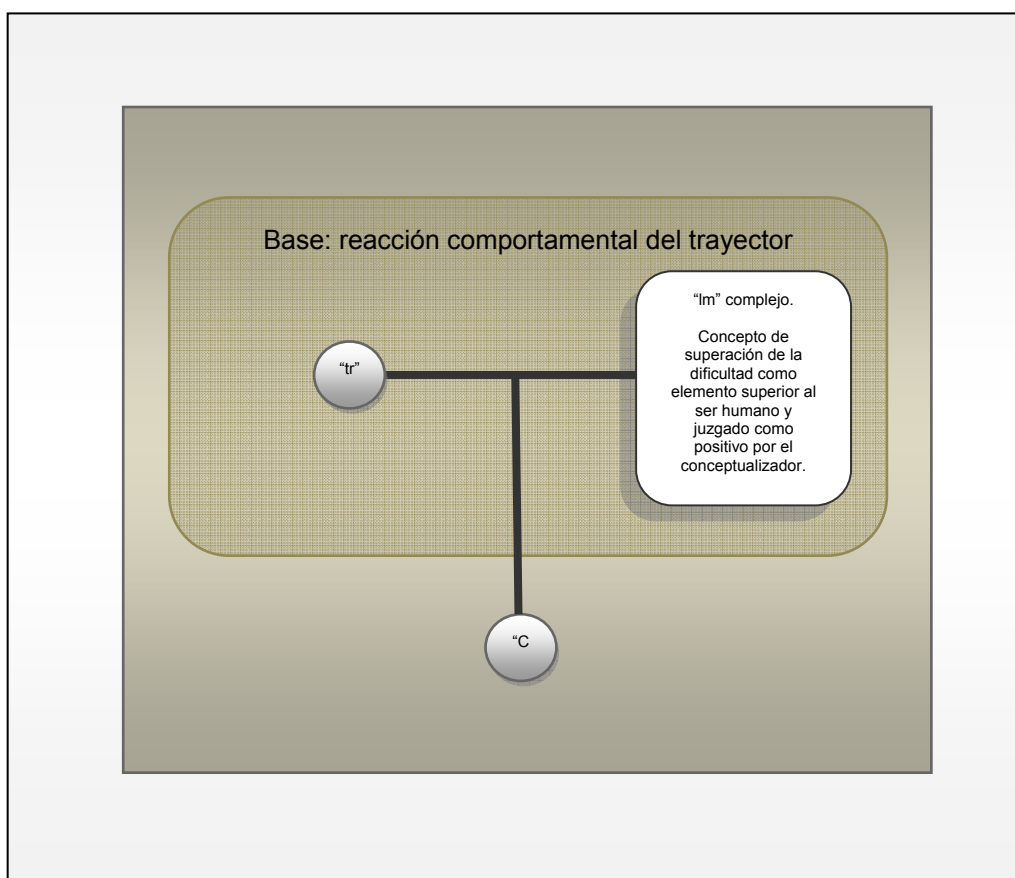 Base: reacción comportamental del trayector
“lm” complejo.
Concepto de
superación de la
dificultad como
elemento superior al
ser humano y
juzgado como
positivo por el
conceptualizador.
“tr”
“C